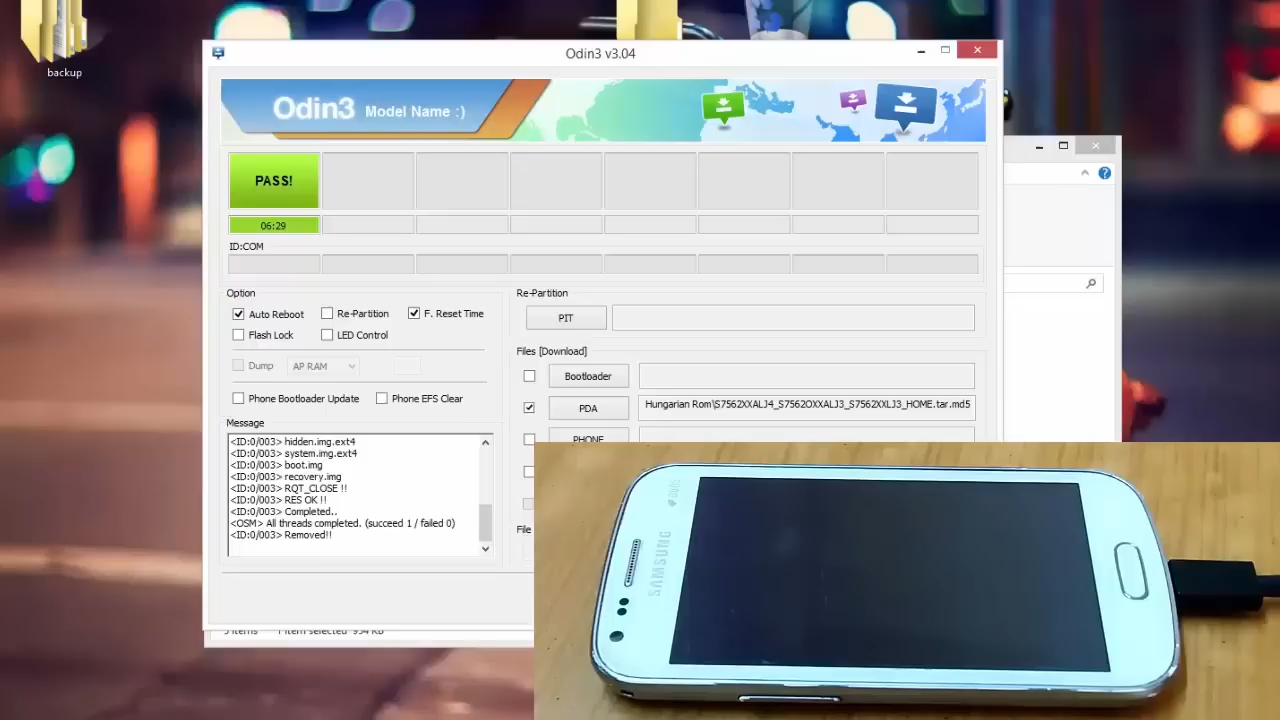 backup
Odin3 v3.04
Odin3 Model Name :)
PASS!
06:29
ID:COM
Option
Auto Reboot
Re-Partition
F. Reset Time
Flash Lock
LED Control
Dump
AP RAM
Phone Bootloader Update
Phone EFS Clear
Message
<ID:0/003> hidden.img.ext4
<ID:0/003> system.img.ext4
<ID:0/003> boot.img
<ID:0/003> recovery.img
<ID:0/003> RQT_CLOSE !!
<ID:0/003> RES OK !!
<ID:0/003> Completed..
<OSM> All threads completed. (succeed 1 / failed 0)
<ID:0/003> Removed!!
Re-Partition
PIT
Files [Download]
Bootloader
PDA
Hungarian Rom\S7562XXALJ4_S7562OXXALJ3_S7562XXLJ3_HOME.tar.md5
PHONE
File
SAMSUNG
DUOS